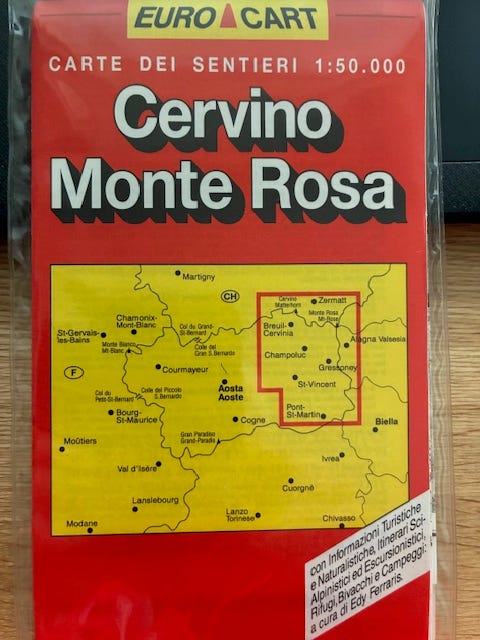 EURO CART
CARTE DEI SENTIERI 1:50.000
Cervino
Monte Rosa
Martigny
CH
Cervino
Matterhorn
Zermatt
Chamonix-
Mont-Blanc
Col du Grand-
St-Bernard
Colle del
Gran S.Bernardo
Breuil-
Cervinia
Monte Rosa
Mt-Rose
St-Gervais-
les-Bains
Monte Bianco
Mt-Blanc
Alagna Valsesia
Champoluc
Gressoney
F
Courmayeur
St-Vincent
Aosta
Aoste
Col du
Petit-St-Bernard
Colle del Piccolo
S.Bernardo
Bourg-
St-Maurice
Cogne
Pont-
St-Martin
Biella
Moûtiers
Gran Paradiso
Grand-Paradis
Ivrea
Val d'Isère
Cuorgnè
Lanslebourg
Lanzo
Torinese
Chivasso
Modane
con Informazioni Turistiche
e Naturalistiche, Itinerari Sci-
Alpinistici ed Escursionistici,
Rifugi, Bivacchi e Campeggi:
a cura di Edy Ferraris.